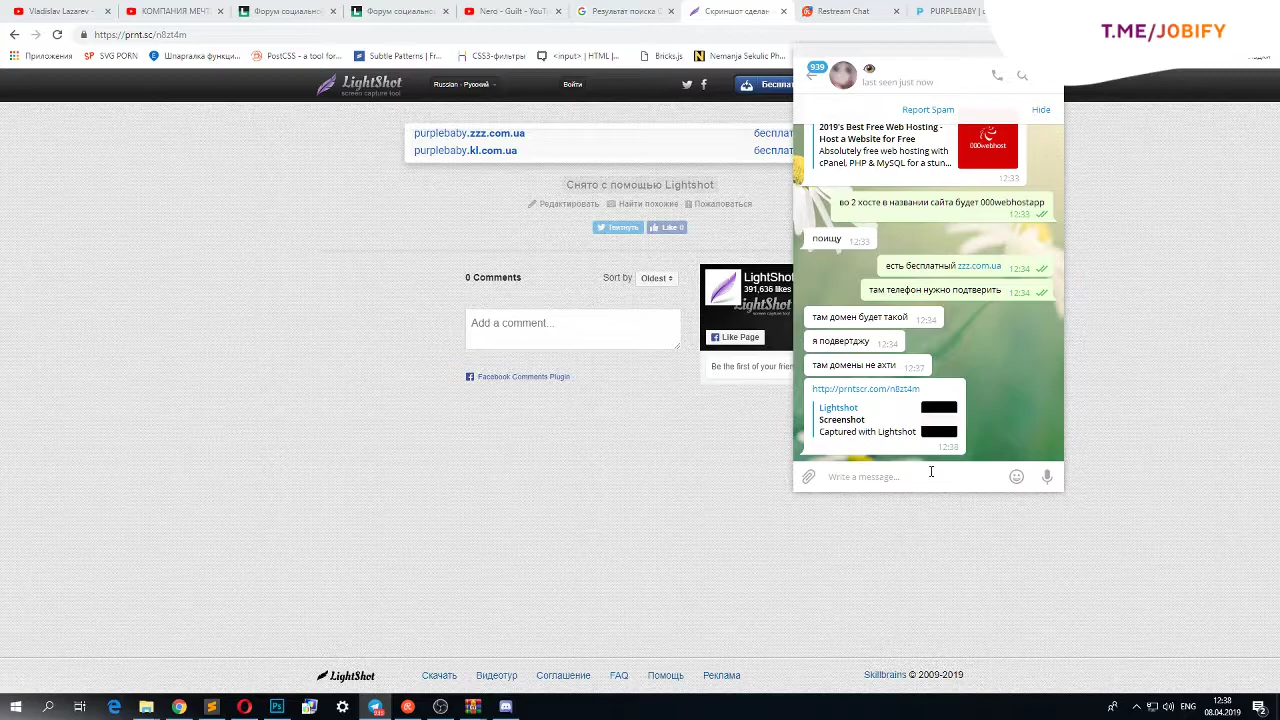 Vladislav Lazarev -
КОМПАНИЯ МЕЧТ
Форум социальн
Форум социальн
Nerd - Guilt - YouT
Результат поиска G
Скриншот сделан
Restream Chat
PURPLEBABY |
T.ME/JOBIFY
https://prnt.sc/n8zt4m
Приложения
SVG PORN
Шпаргалка функци
PostCSS - a tool for
Subtle Patterns | Fr
CSS3-фильтры
<input> | HTML |
Bricks.js
Nemanja Sekulic Ph
LightShot
screen capture tool
Russian - Русский
Войти
Бесплат
939
last seen just now
Report Spam
Hide
purplebaby.zzz.com.ua
бесплат
purplebaby.kl.com.ua
бесплат
Снято с помощью Lightshot
Редактировать
Найти похожие
Пожаловаться
Твитнуть
Like 0
0 Comments
Sort by
Oldest
Add a comment...
Facebook Comments Plugin
LightSho
391,636 likes
LightShot
screen capture tool
Like Page
Be the first of your frien
2019's Best Free Web Hosting -
Host a Website for Free
Absolutely free web hosting with
cPanel, PHP & MySQL for a stun...
000webhost
12:33
во 2 хосте в названии сайта будет 000webhostapp
12:33
поищу 12:33
есть бесплатный zzz.com.ua 12:34
там телефон нужно подтверить 12:34
там домен будет такой 12:34
я подвертджу 12:34
там домены не ахти 12:37
http://prntscr.com/n8zt4m
Lightshot
Screenshot
Captured with Lightshot
12:38
Write a message...
LightShot
Скачать
Видеотур
Соглашение
FAQ
Помощь
Реклама
Skillbrains © 2009-2019
ENG
12:38
08.04.2019
2